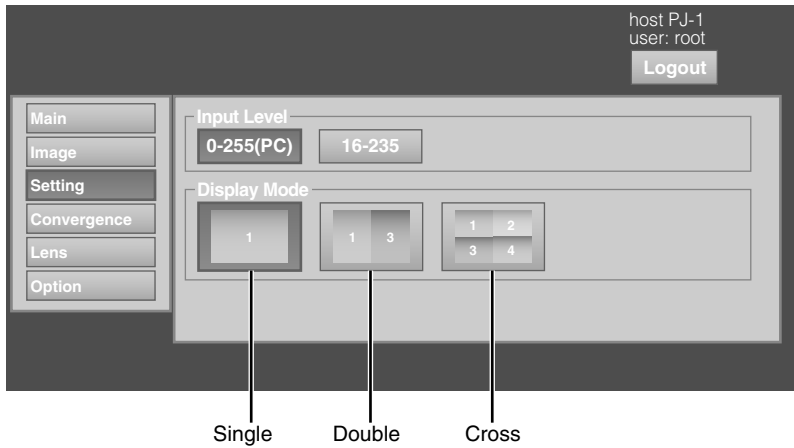 host PJ-1
user: root
Logout
Main
Image
Setting
Convergence
Lens
Option
Input Level
0-255(PC) 16-235
Display Mode
1 1 3 1 2
3 4
Single Double Cross